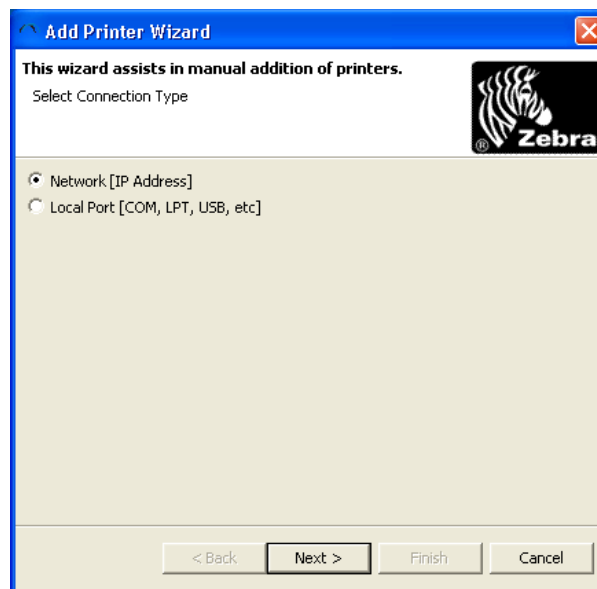 Add Printer Wizard
This wizard assists in manual addition of printers.
Select Connection Type
® Zebra
Network [IP Address]
Local Port [COM, LPT, USB, etc]
< Back Next > Finish Cancel